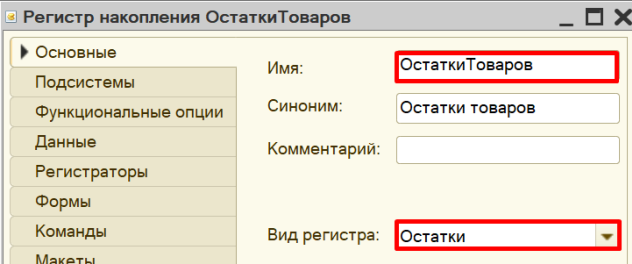 Регистр накопления ОстаткиТоваров
Основные
Подсистемы
Функциональные опции
Данные
Регистраторы
Формы
Команды
Макеты
Имя: ОстаткиТоваров
Синоним: Остатки товаров
Комментарий:
Вид регистра: Остатки